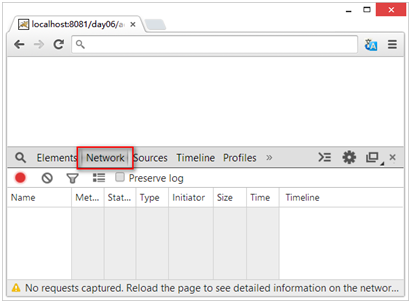 localhost:8081/day06/a
Elements Network Sources Timeline Profiles »
Preserve log
Name Met... Stat... Type Initiator Size Time Timeline
No requests captured. Reload the page to see detailed information on the networ...